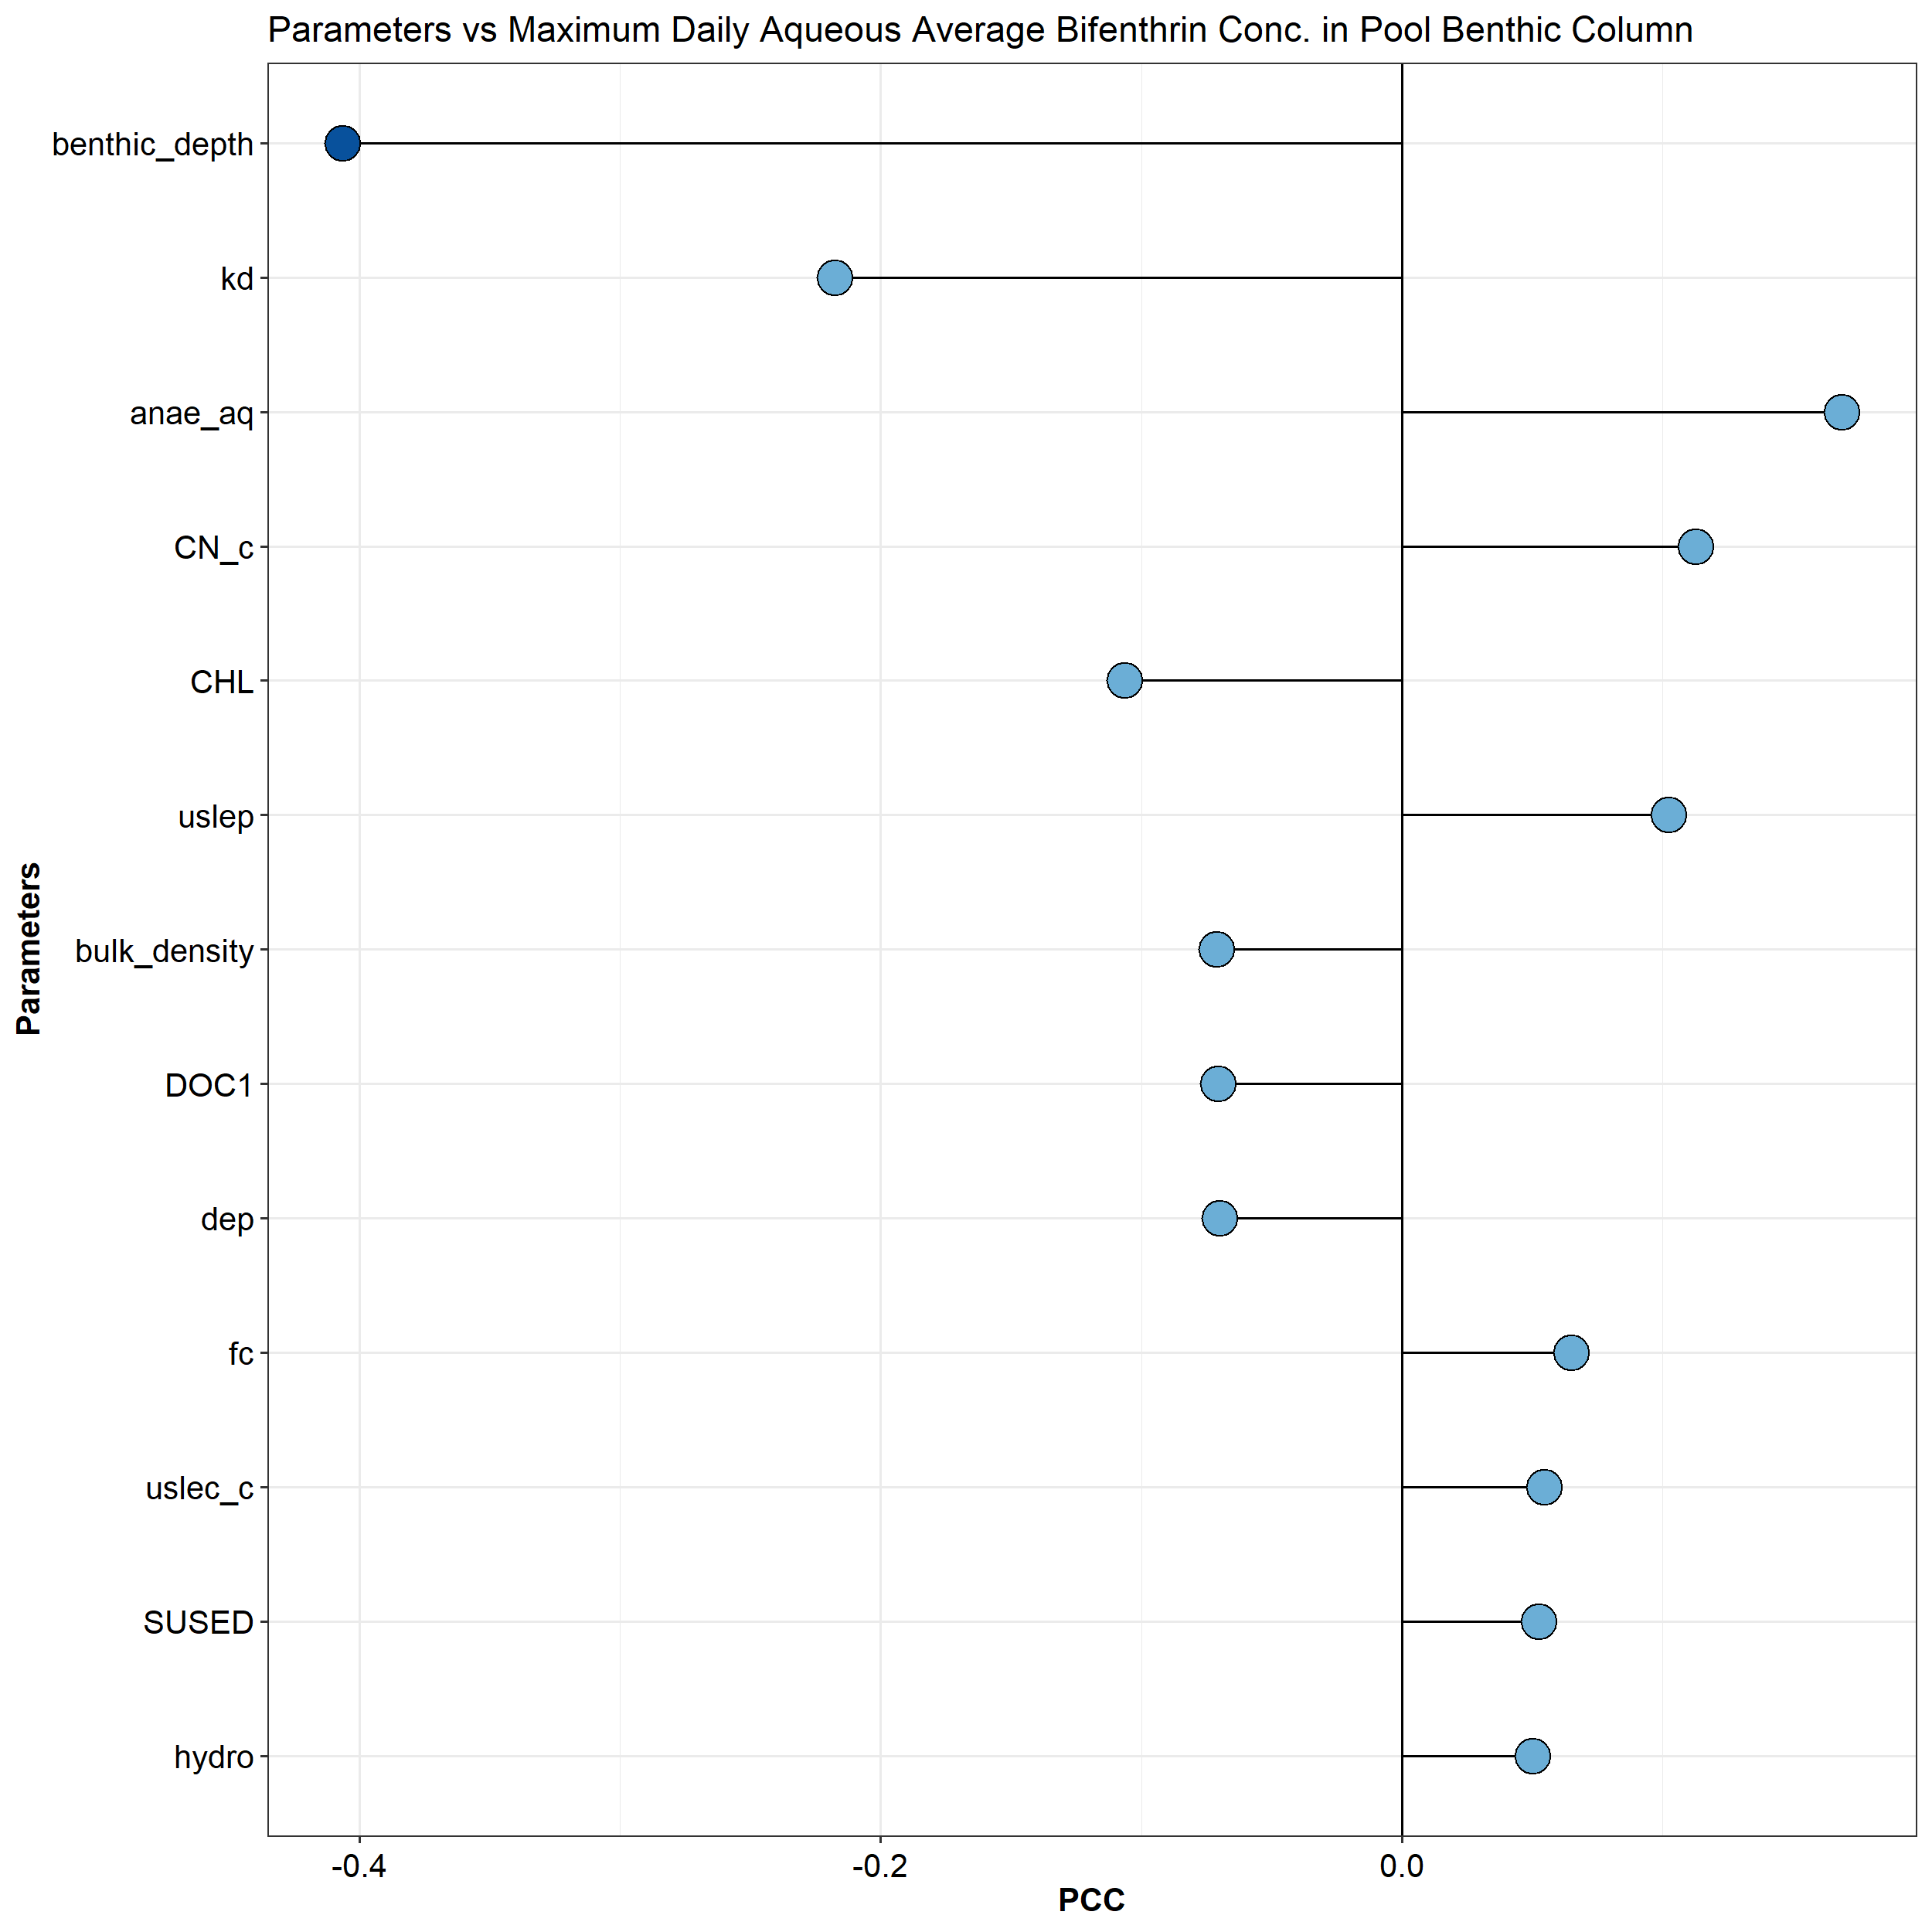 Parameters vs Maximum Daily Aqueous Average Bifenthrin Conc. in Pool Benthic Column
benthic_depth
kd
anae_aq
CN_c
CHL
uslep
bulk_density
DOC1
dep
fc
uslec_c
SUSED
hydro
Parameters
-0.4
-0.2
0.0
PCC